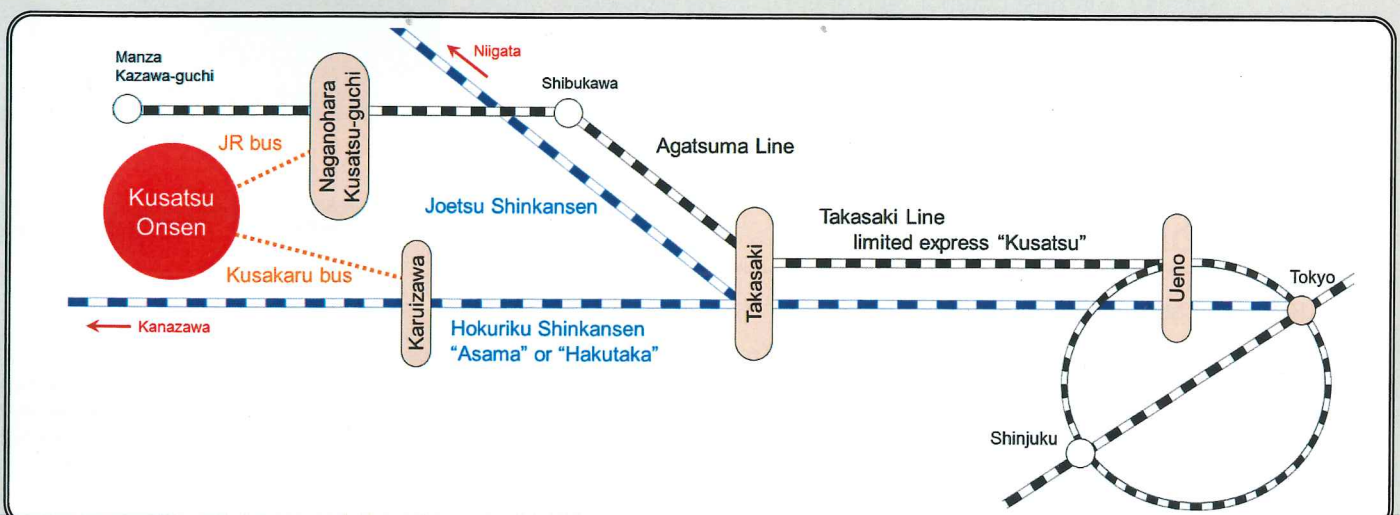 Manza
Kazawa-guchi
Niigata
Shibukawa
Naganohara
Kusatsu-guchi
JR bus
Agatsuma Line
Kusatsu
Onsen
Joetsu Shinkansen
Takasaki Line
limited express “Kusatsu”
Kusakaru bus
Karuizawa
Takasaki
Ueno
Tokyo
Kanazawa
Hokuriku Shinkansen
“Asama” or “Hakutaka”
Shinjuku